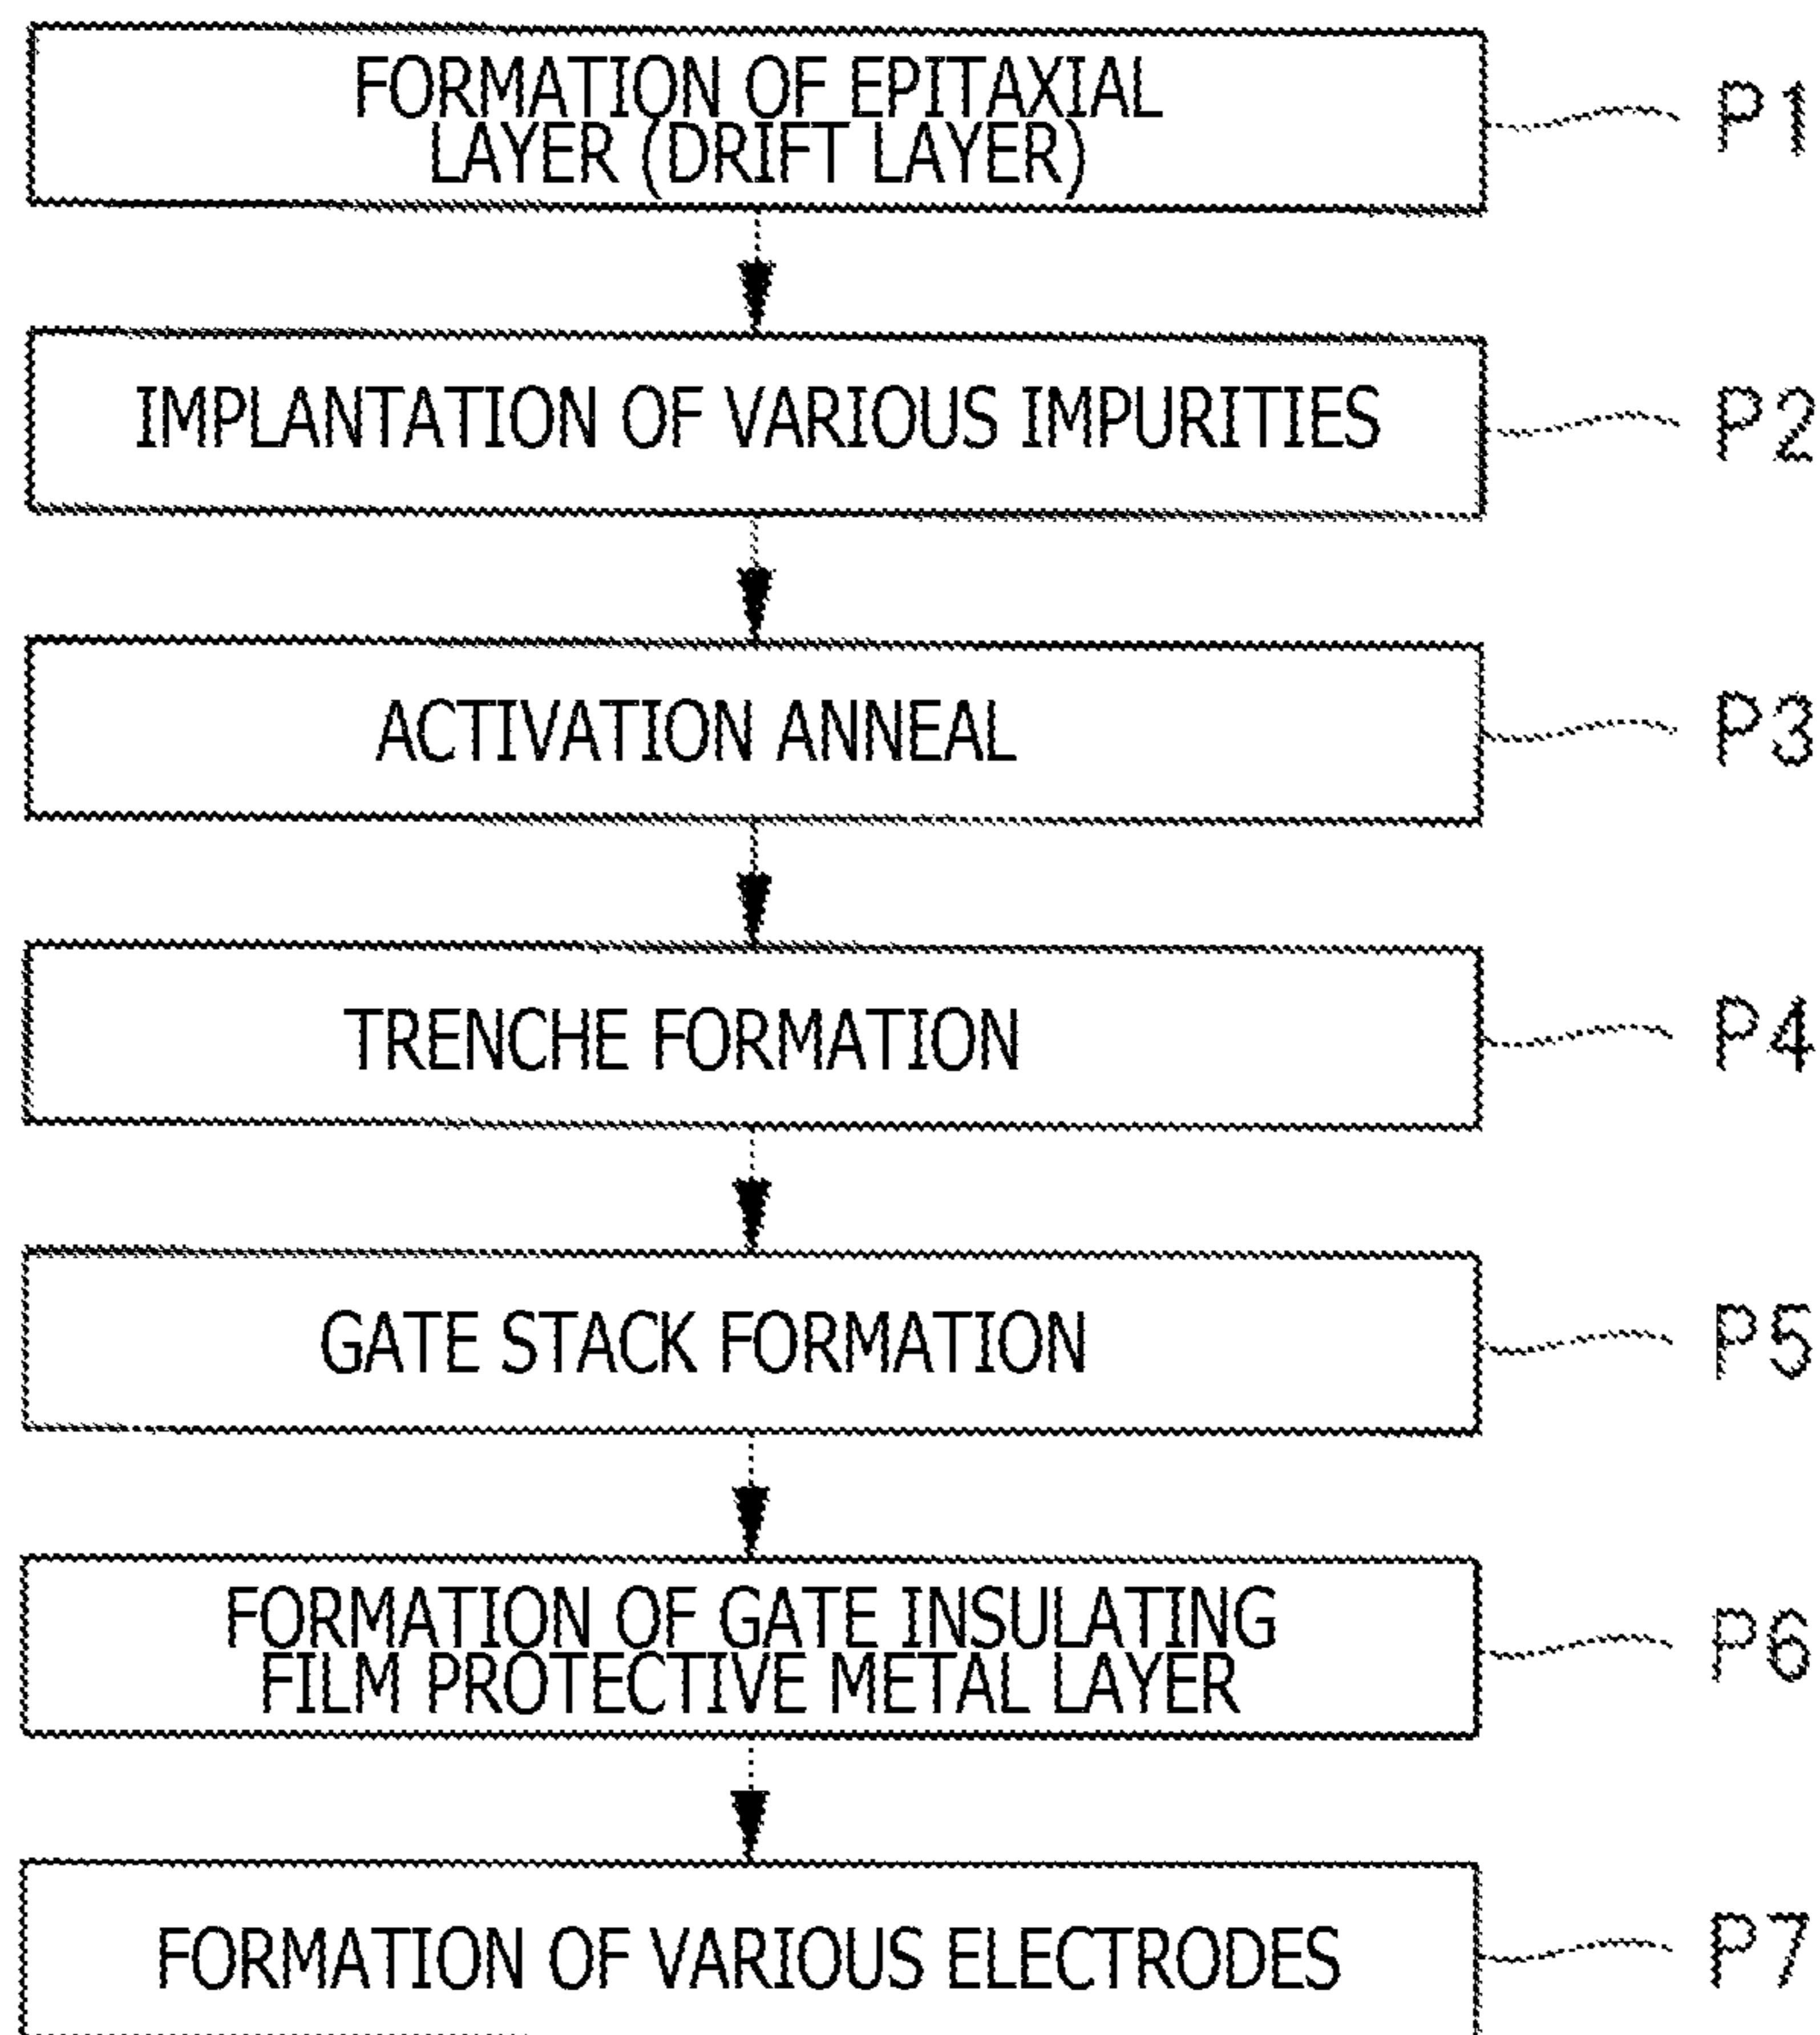 FORMATION OF EPITAXIAL
LAYER (DRIFT LAYER)
P1
IMPLANTATION OF VARIOUS IMPURITIES
P2
ACTIVATION ANNEAL
P3
TRENCHE FORMATION
P4
GATE STACK FORMATION
P5
FORMATION OF GATE INSULATING
FILM PROTECTIVE METAL LAYER
P6
FORMATION OF VARIOUS ELECTRODES
P7